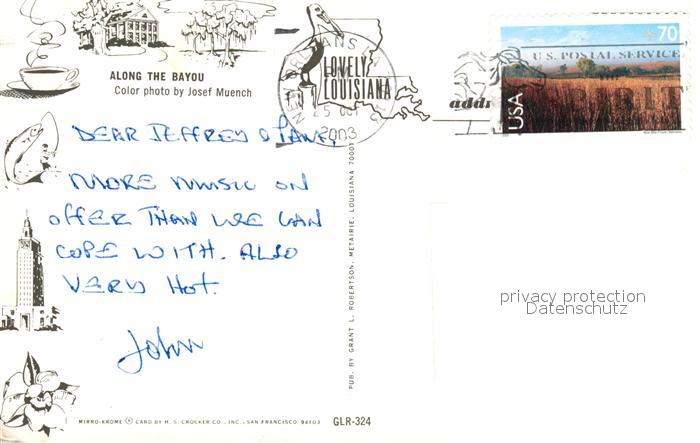 ALONG THE BAYOU
Color photo by Josef Muench
LOVELY
LOUISIANA
2003
70
U.S. POSTAL SERVICE
USA
DEAR JEFFREY &
MORE MUSIC ON
OFFER THAN WE CAN
COPE WITH. ALSO
VERY HOT.
John
PUB. BY GRANT L. ROBERTSON, METAIRIE, LOUISIANA 70001
privacy protection
Datenschutz
MIRRO-KROME ® CARD BY H. S. CROCKER CO., INC., SAN FRANCISCO 94103
GLR-324